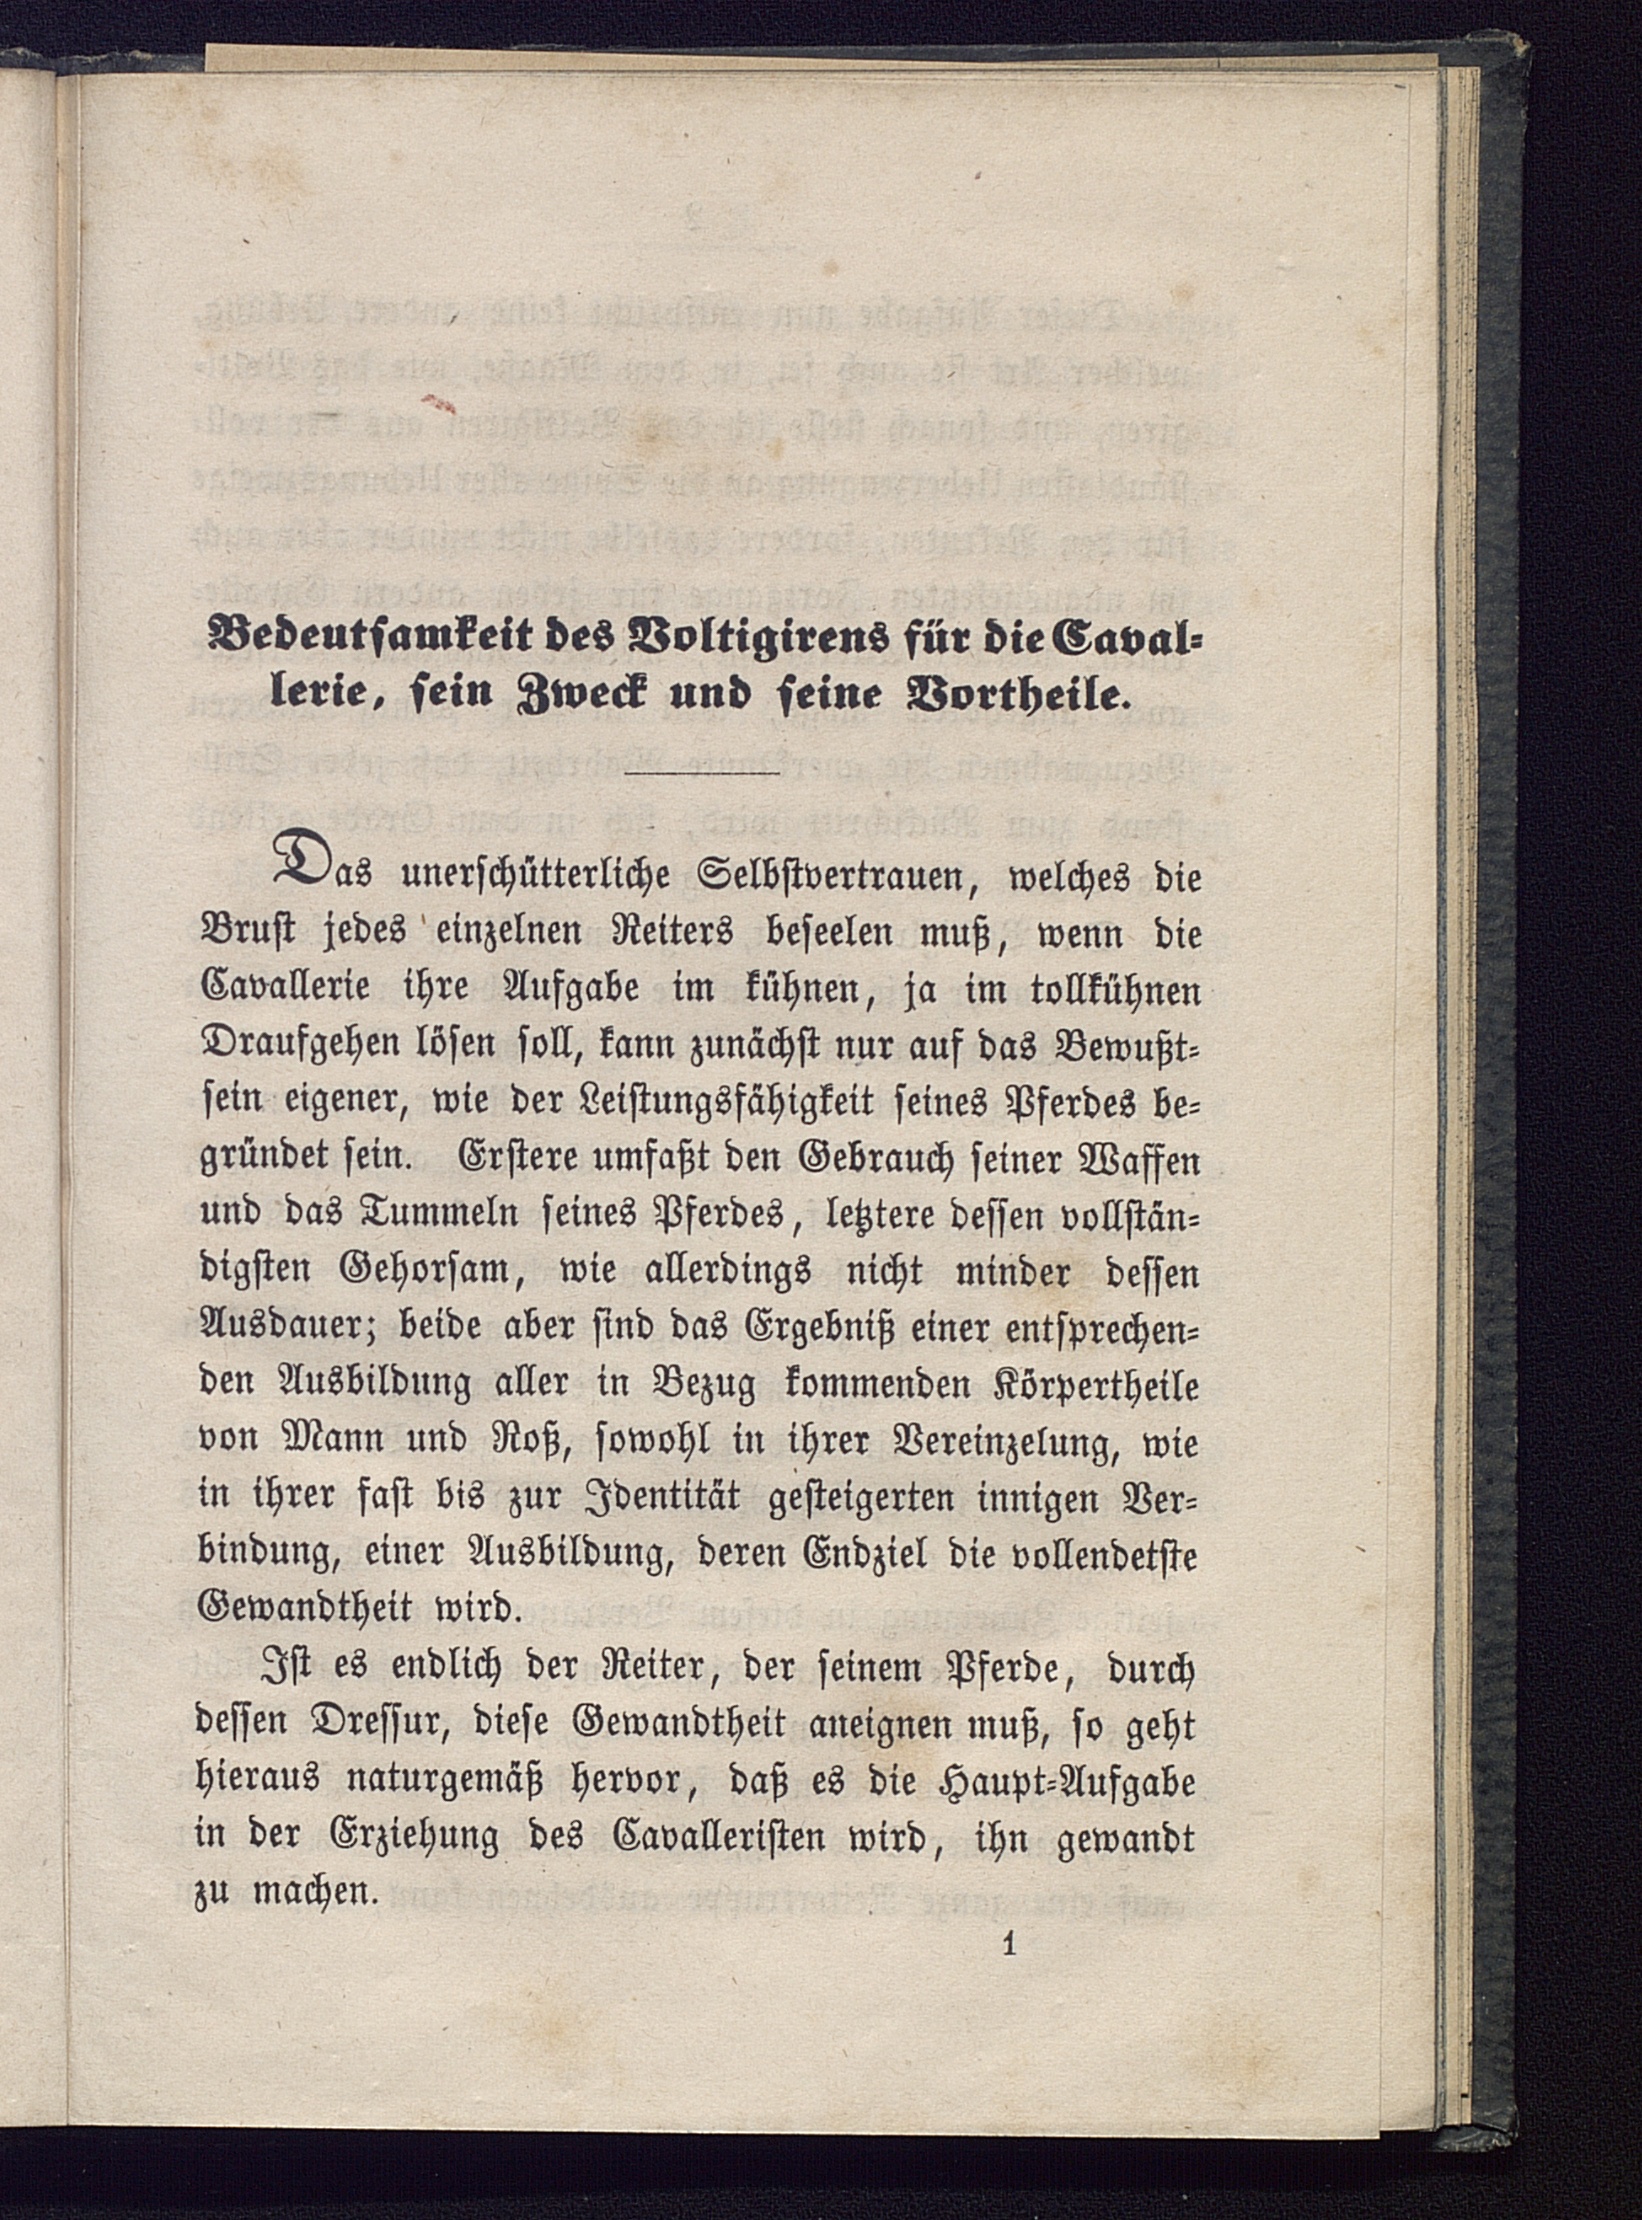 Bedeutsamkeit des Voltigirens für die Caval-
lerie, sein Zweck und seine Vortheile.
Das unerschütterliche Selbstvertrauen, welches die
Brust jedes einzelnen Reiters beseelen muß, wenn die
Cavallerie ihre Aufgabe im kühnen, ja im tollkühnen
Draufgehen lösen soll, kann zunächst nur auf das Bewußt-
sein eigener, wie der Leistungsfähigkeit seines Pferdes be-
gründet sein. Erstere umfaßt den Gebrauch seiner Waffen
und das Tummeln seines Pferdes, letztere dessen vollstän-
digsten Gehorsam, wie allerdings nicht minder dessen
Ausdauer; beide aber sind das Ergebniß einer entsprechen-
den Ausbildung aller in Bezug kommenden Körpertheile
von Mann und Roß, sowohl in ihrer Vereinzelung, wie
in ihrer fast bis zur Identität gesteigerten innigen Ver-
bindung, einer Ausbildung, deren Endziel die vollendetste
Gewandtheit wird.
Ist es endlich der Reiter, der seinem Pferde, durch
dessen Dressur, diese Gewandtheit aneignen muß, so geht
hieraus naturgemäß hervor, daß es die Haupt-Aufgabe
in der Erziehung des Cavalleristen wird, ihn gewandt
zu machen.
1